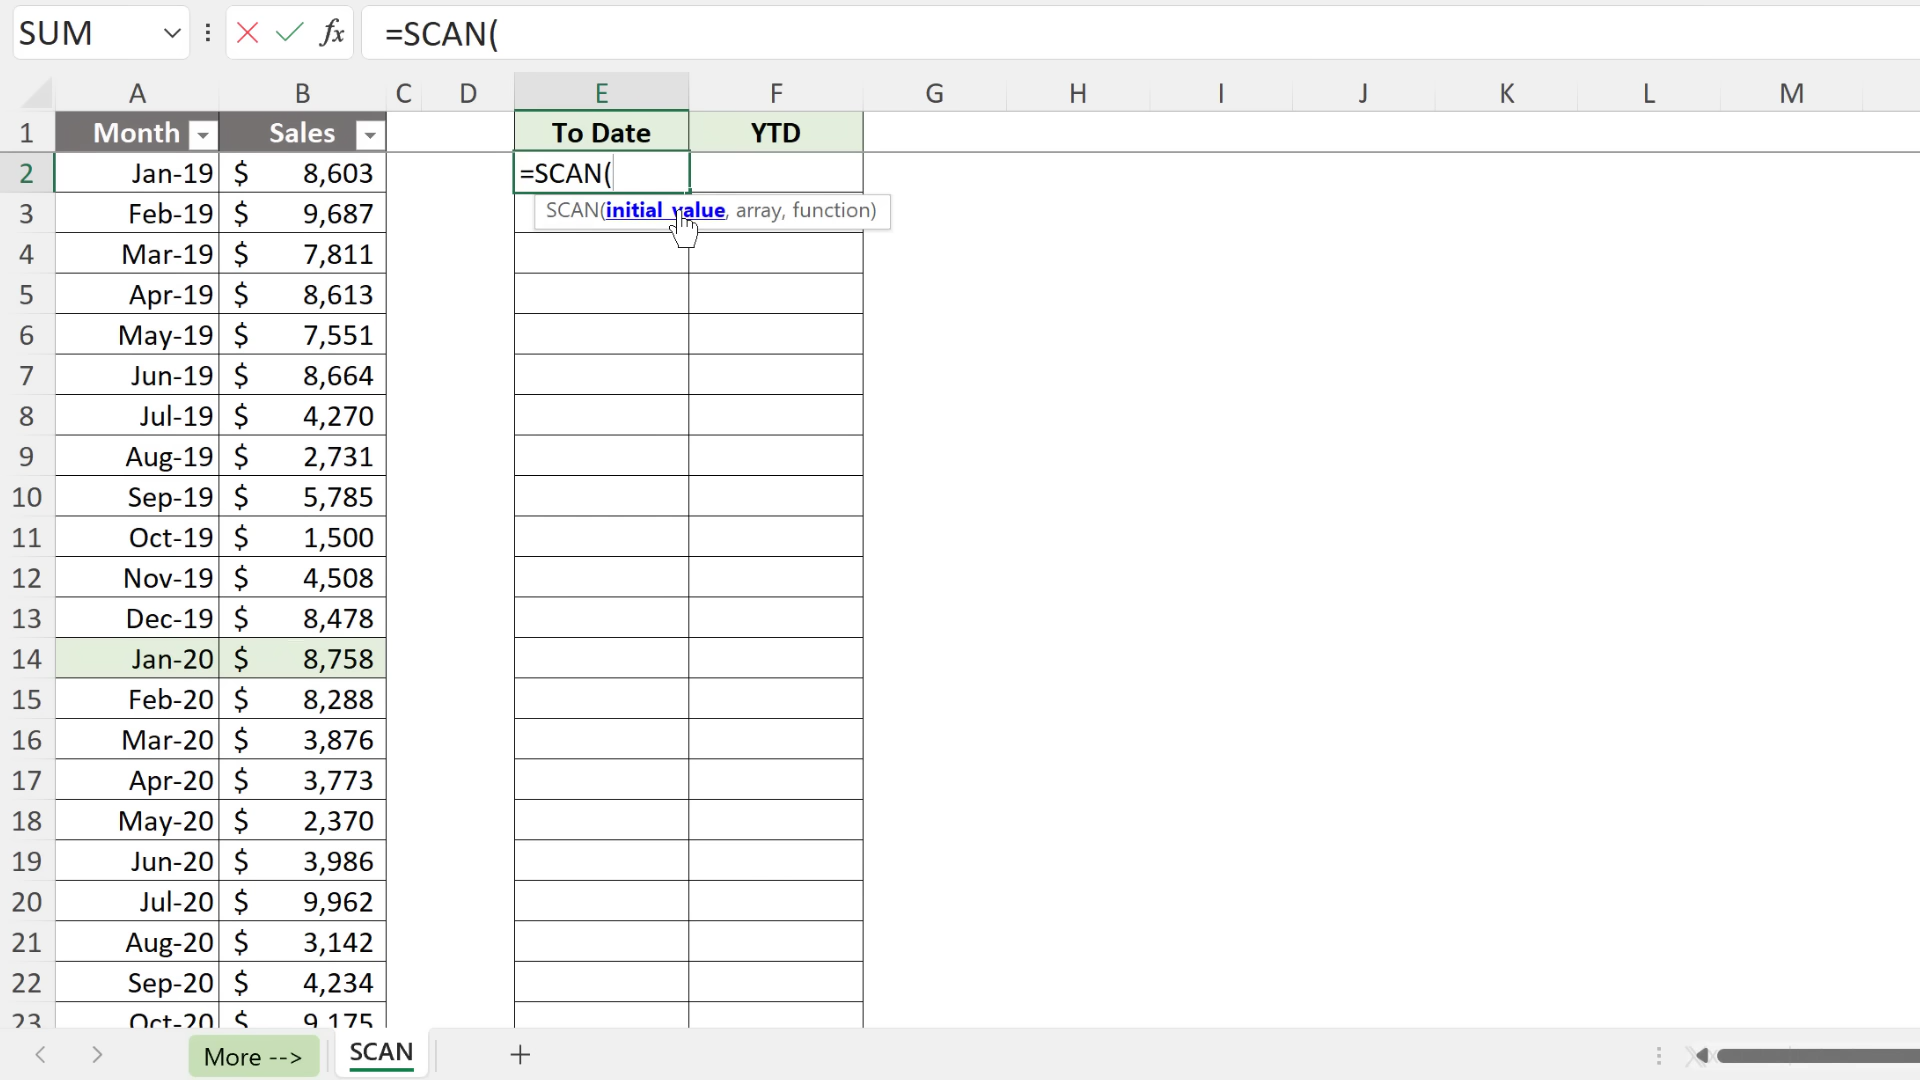 SUM
fx
=SCAN(
A B C D E F G H I J K L M
1 Month Sales To Date YTD
2 Jan-19 $ 8,603 =SCAN(
SCAN(initial_value, array, function)
3 Feb-19 $ 9,687
4 Mar-19 $ 7,811
5 Apr-19 $ 8,613
6 May-19 $ 7,551
7 Jun-19 $ 8,664
8 Jul-19 $ 4,270
9 Aug-19 $ 2,731
10 Sep-19 $ 5,785
11 Oct-19 $ 1,500
12 Nov-19 $ 4,508
13 Dec-19 $ 8,478
14 Jan-20 $ 8,758
15 Feb-20 $ 8,288
16 Mar-20 $ 3,876
17 Apr-20 $ 3,773
18 May-20 $ 2,370
19 Jun-20 $ 3,986
20 Jul-20 $ 9,962
21 Aug-20 $ 3,142
22 Sep-20 $ 4,234
23 Oct-20 $ 9,175
More --> SCAN